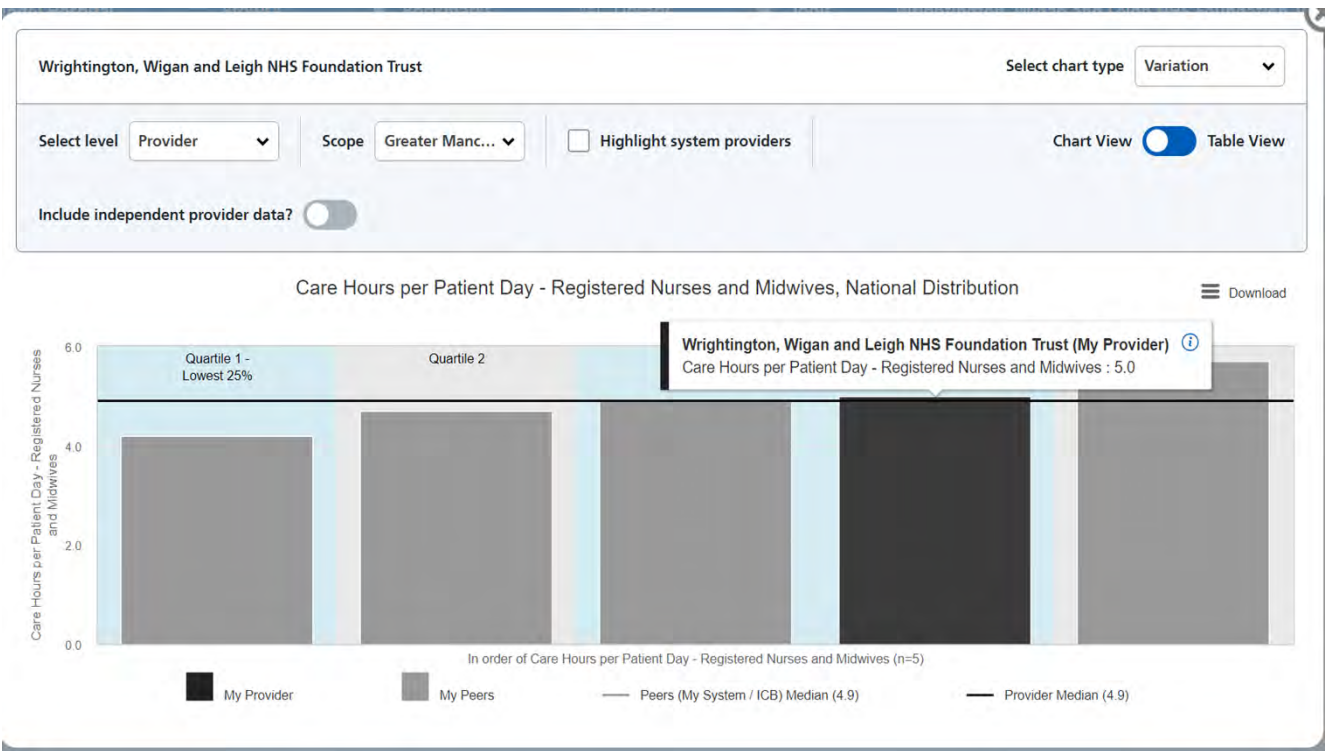 Wrightington, Wigan and Leigh NHS Foundation Trust
Select chart type Variation
Select level Provider Scope Greater Manc... Highlight system providers Chart View Table View
Include independent provider data?
Care Hours per Patient Day - Registered Nurses and Midwives, National Distribution
Download
Wrightington, Wigan and Leigh NHS Foundation Trust (My Provider)
Care Hours per Patient Day - Registered Nurses and Midwives : 5.0
Quartile 1 -
Lowest 25%
Quartile 2
6.0
4.0
2.0
0.0
Care Hours per Patient Day - Registered Nurses
and Midwives
In order of Care Hours per Patient Day - Registered Nurses and Midwives (n=5)
My Provider My Peers Peers (My System / ICB) Median (4.9) Provider Median (4.9)